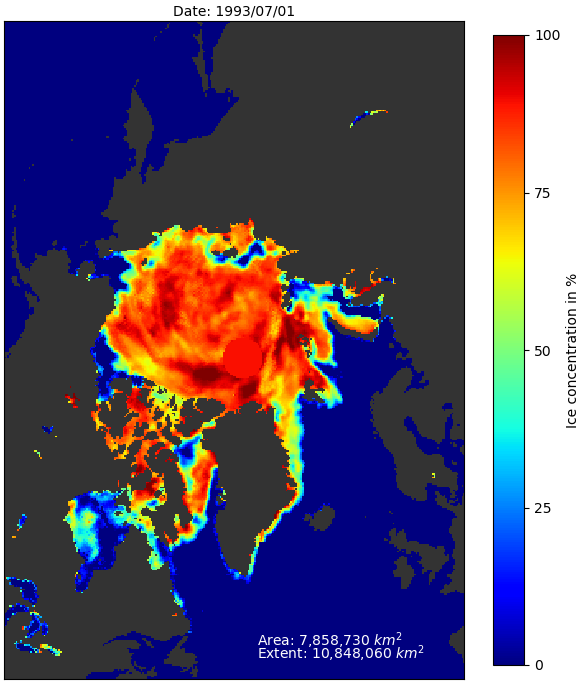 Date: 1993/07/01
100
75
50
25
0
Ice concentration in %
Area: 7,858,730 km²
Extent: 10,848,060 km²